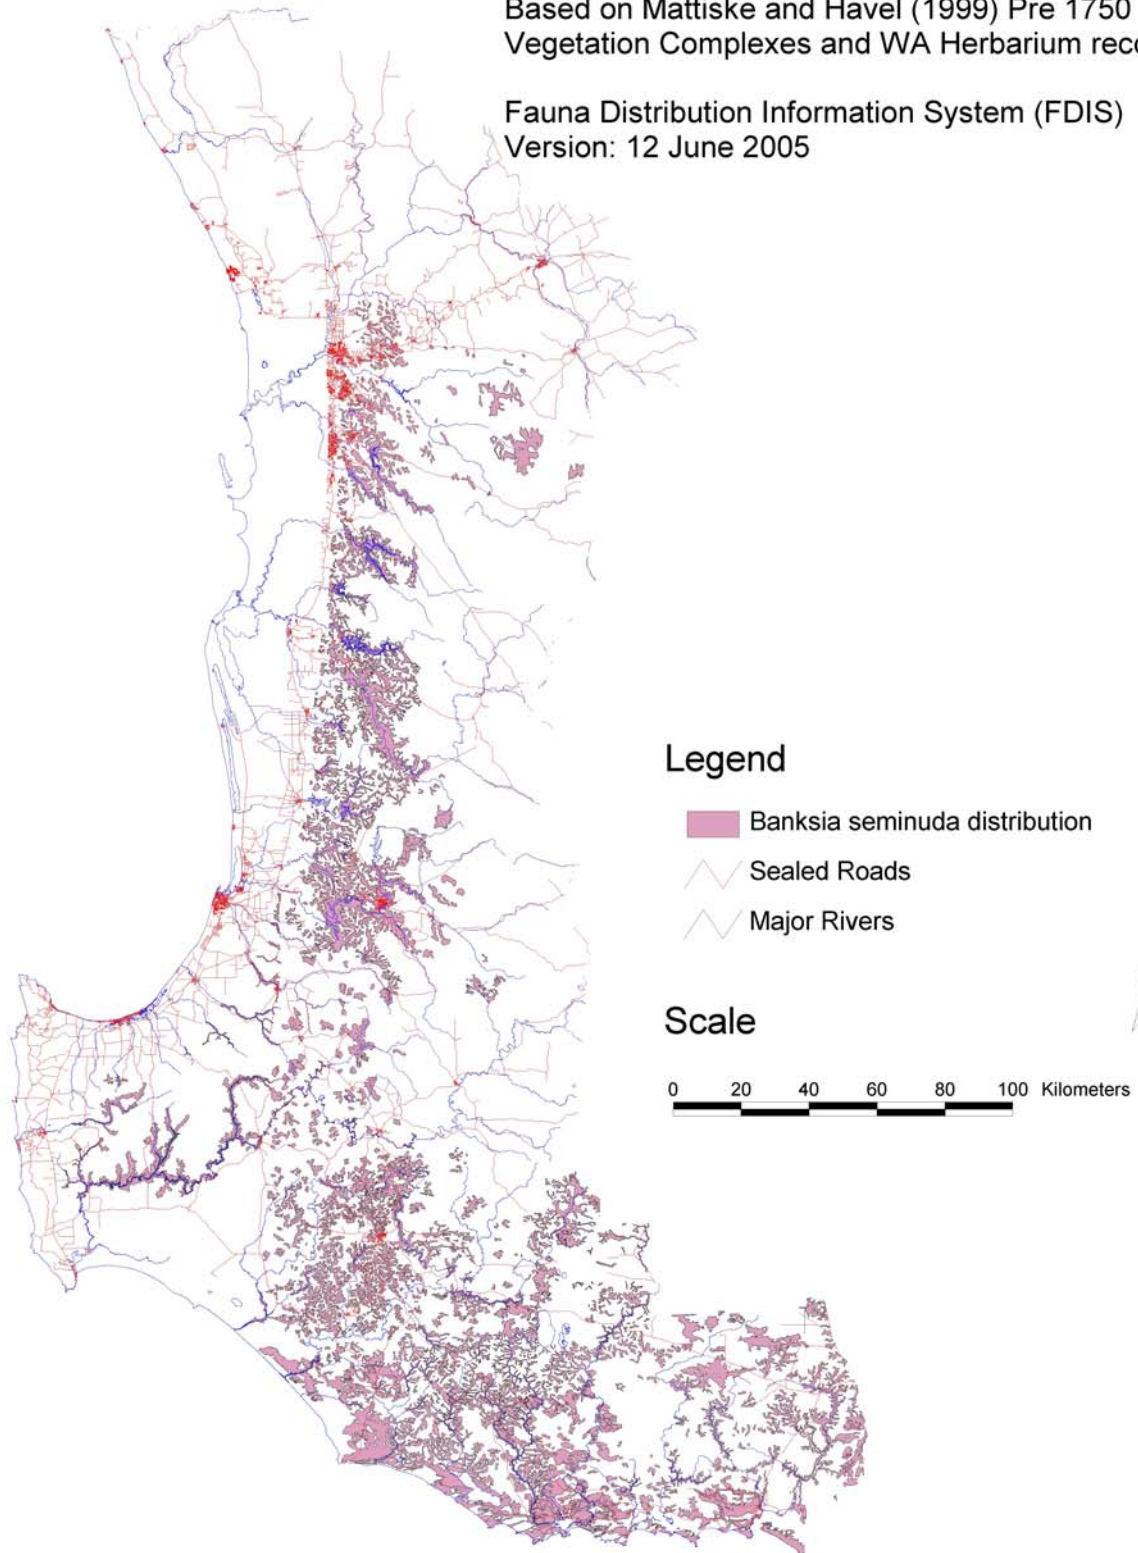 Based on Mattiske and Havel (1999) Pre 1750
Vegetation Complexes and WA Herbarium
Fauna Distribution Information System (FDIS)
Version: 12 June 2005
Legend
Banksia seminuda distribution
Sealed Roads
Major Rivers
Scale
0 20 40 60 80 100 Kilometers